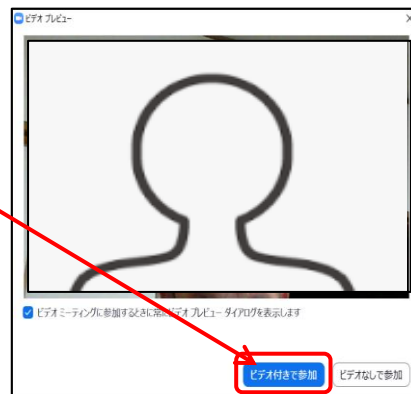 ビデオ プレビュー
ビデオミーティングに参加するときに常にビデオ プレビュー ダイアログを表示します
ビデオ付きで参加
ビデオなしで参加